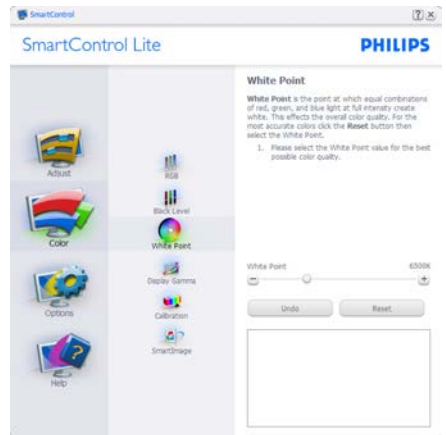 SmartControl
SmartControl Lite
PHILIPS
Adjust
Color
Options
Help
RGB
Black Level
White Point
Display Gamma
Calibration
SmartImage
White Point
White Point is the point at which equal combinations
of red, green, and blue light at full intensity create
white. This effects the overall color quality. For the
most accurate colors click the Reset button then
select the White Point.
1. Please select the White Point value for the best
possible color quality.
White Point 6500K
Undo Reset